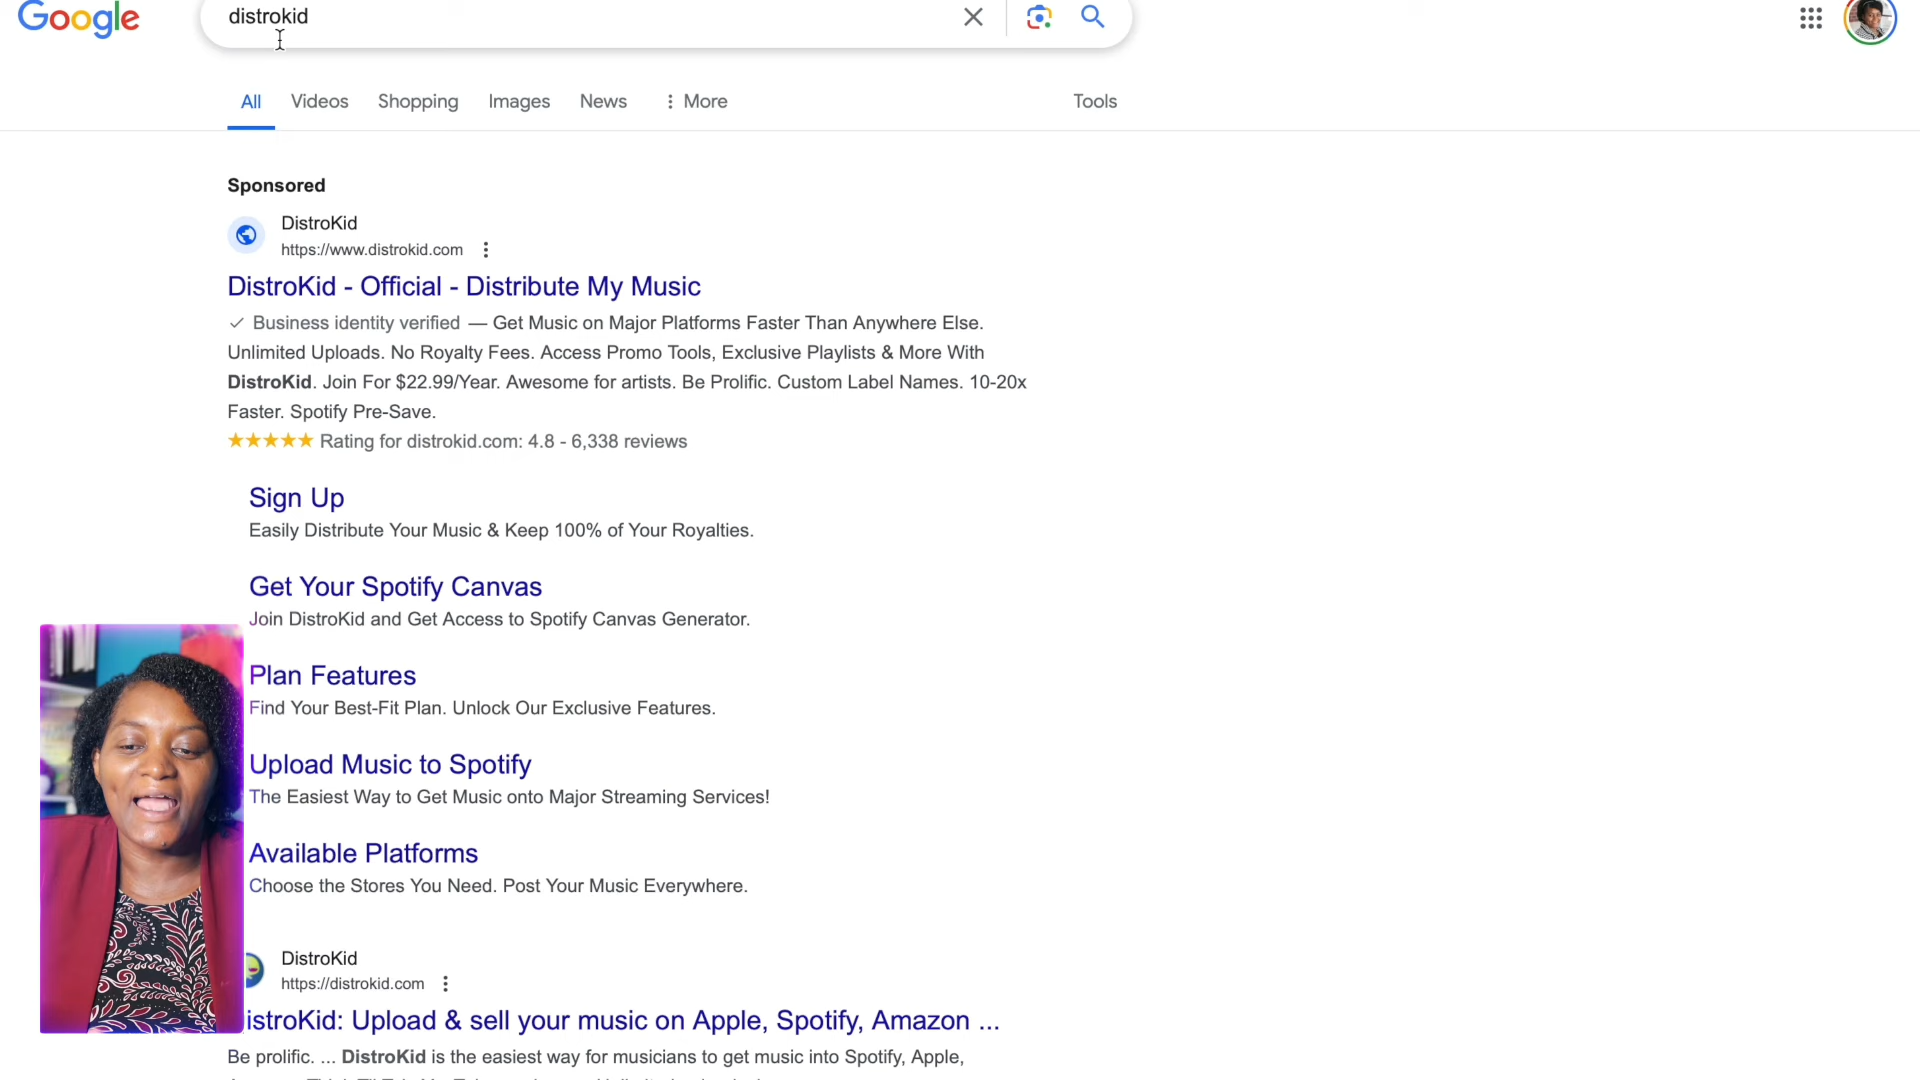 Google
distrokid
All Videos Shopping Images News More Tools
Sponsored
DistroKid
https://www.distrokid.com
DistroKid - Official - Distribute My Music
Business identity verified — Get Music on Major Platforms Faster Than Anywhere Else.
Unlimited Uploads. No Royalty Fees. Access Promo Tools, Exclusive Playlists & More With
DistroKid. Join For $22.99/Year. Awesome for artists. Be Prolific. Custom Label Names. 10-20x
Faster. Spotify Pre-Save.
Rating for distrokid.com: 4.8 - 6,338 reviews
Sign Up
Easily Distribute Your Music & Keep 100% of Your Royalties.
Get Your Spotify Canvas
Join DistroKid and Get Access to Spotify Canvas Generator.
Plan Features
Find Your Best-Fit Plan. Unlock Our Exclusive Features.
Upload Music to Spotify
The Easiest Way to Get Music onto Major Streaming Services!
Available Platforms
Choose the Stores You Need. Post Your Music Everywhere.
DistroKid
https://distrokid.com
istroKid: Upload & sell your music on Apple, Spotify, Amazon ...
Be prolific. ... DistroKid is the easiest way for musicians to get music into Spotify, Apple,